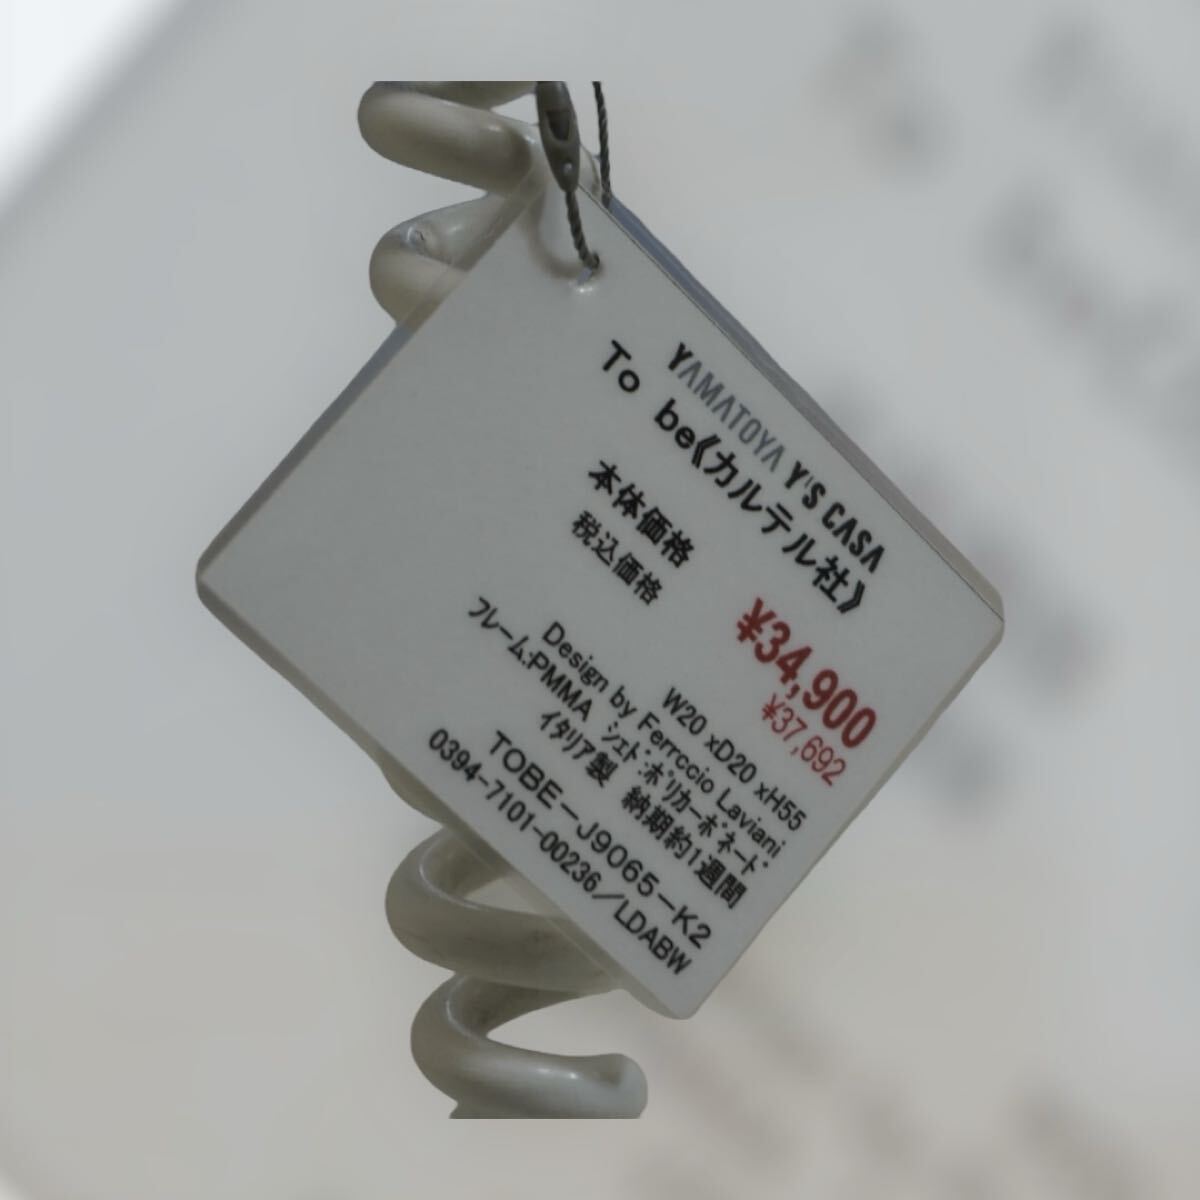 YAMATOYA Y'S CASA
To be《カルテル社》
本体価格 ¥34,900
税込価格 ¥37,692
W20 xD20 xH55
Design by Ferrccio Laviani
フレーム:PMMA シェド:ポリカーボネード
イタリア製 納期約1週間
TOBE-J9065-K2
0394-7101-00236/LDABW